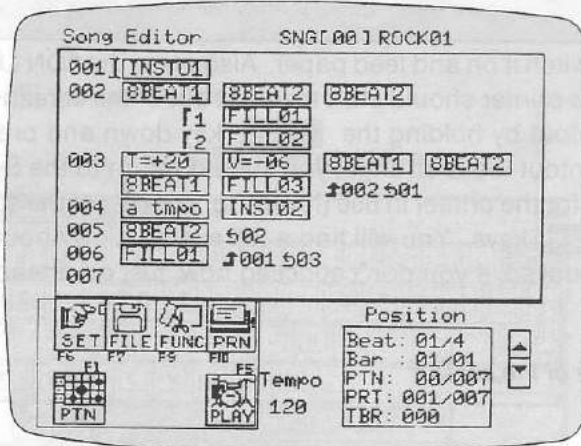 Song Editor SNG[00]ROCK01
001 INST01
002 8BEAT1 8BEAT2 8BEAT2
┌1 FILL01
┌2 FILL02
003 T=+20 V=-06 8BEAT1 8BEAT2
8BEAT1 FILL03 ↥002 ↰01
004 a tmpo INST02
005 8BEAT2 ↰02
006 FILL01 ↥001 ↰03
007
SET FILE FUNC PRN
F6 F7 F9 F10
F1 F5
PTN PLAY
Tempo
120
Position
Beat: 01/4
Bar : 01/01
PTN: 00/007
PRT: 001/007
TBR: 000